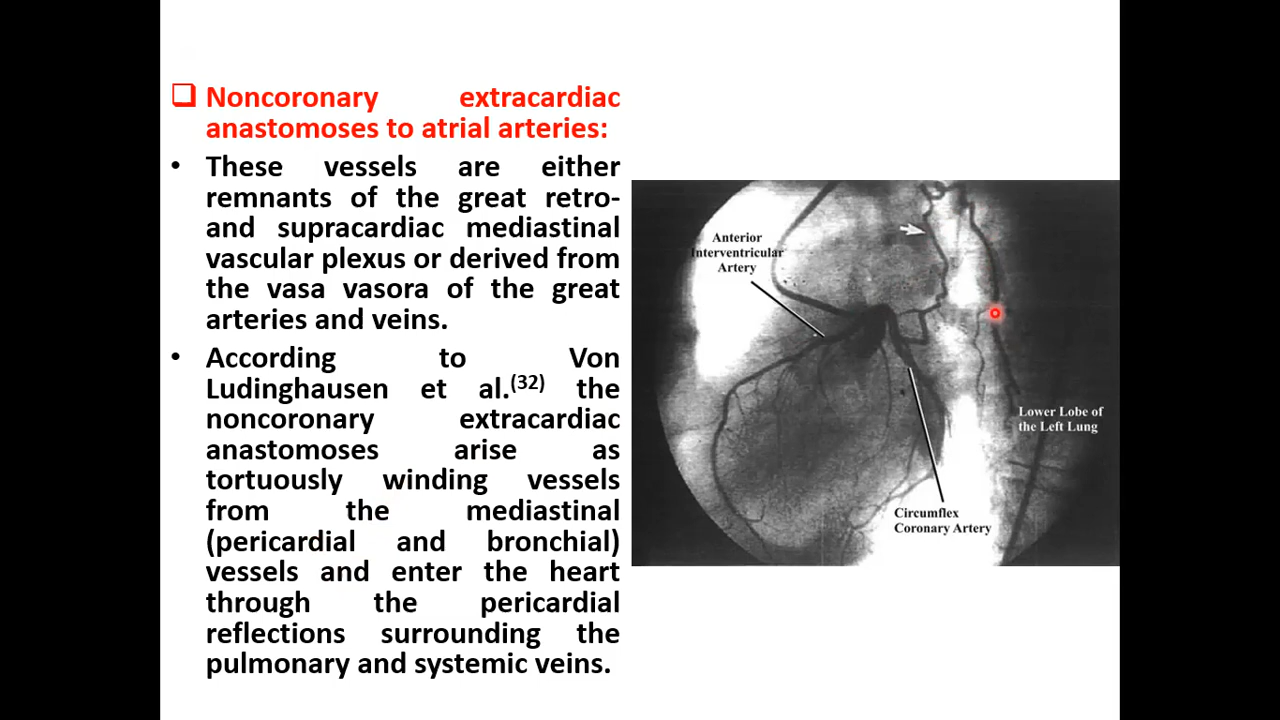 ❑ Noncoronary extracardiac
anastomoses to atrial arteries:
• These vessels are either
remnants of the great retro-
and supracardiac mediastinal
vascular plexus or derived from
the vasa vasora of the great
arteries and veins.
• According to Von
Ludinghausen et al.(32) the
noncoronary extracardiac
anastomoses arise as
tortuously winding vessels
from the mediastinal
(pericardial and bronchial)
vessels and enter the heart
through the pericardial
reflections surrounding the
pulmonary and systemic veins.
Anterior
Interventricular
Artery
Lower Lobe of
the Left Lung
Circumflex
Coronary Artery